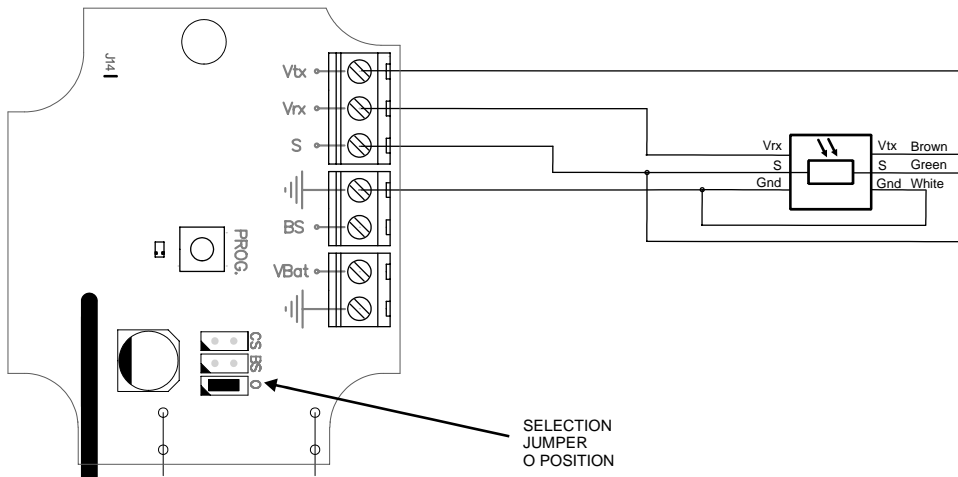 J14
Vtx
Vrx
S
BS
VBat
PROG.
CS
BS
O
Vrx
S
Gnd
Vtx Brown
S Green
Gnd White
SELECTION
JUMPER
O POSITION